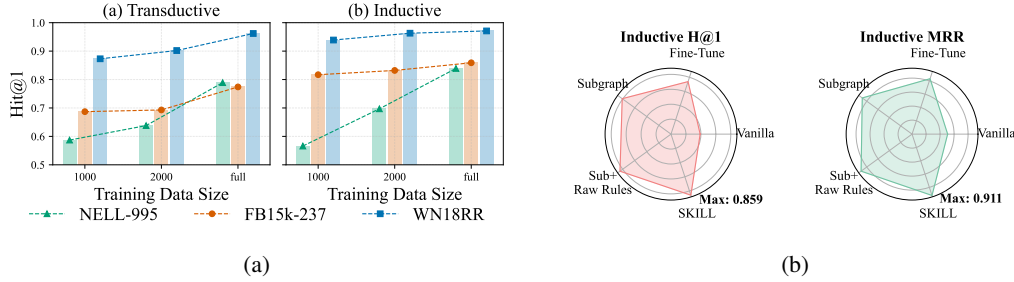 (a) Transductive
(b) Inductive
Hit@1
1.0
0.9
0.8
0.7
0.6
0.5
1000
2000
full
1000
2000
full
Training Data Size
Training Data Size
NELL-995
FB15k-237
WN18RR
(a)
Inductive H@1
Fine-Tune
Subgraph
Vanilla
Sub+
Raw Rules
Max: 0.859
SKILL
Inductive MRR
Fine-Tune
Subgraph
Vanilla
Sub+
Raw Rules
Max: 0.911
SKILL
(b)